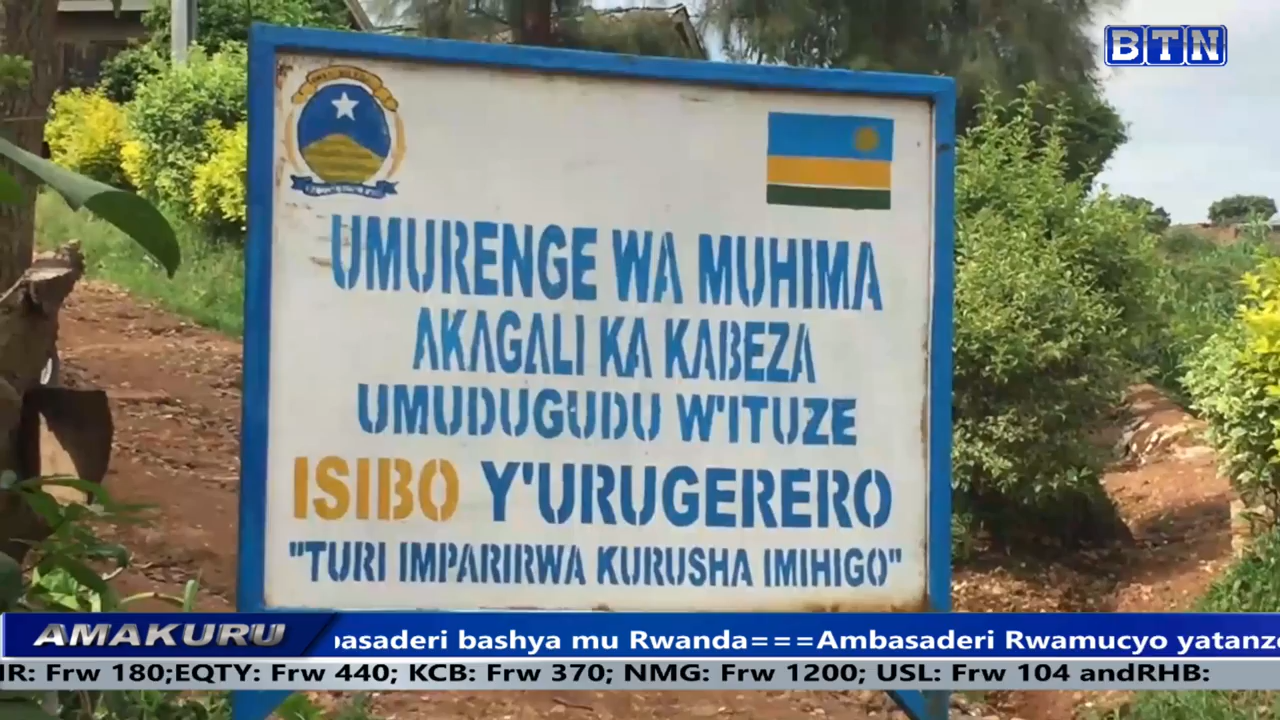 BTN
UMURENGE WA MUHIMA
AKAGALI KA KABEZA
UMUDUGUDU W'ITUZE
ISIBO Y'URUGERERO
"TURI IMPARIRWA KURUSHA IMIHIGO"
AMAKURU
basaderi bashya mu Rwanda===Ambasaderi Rwamucyo yatanze
IR: Frw 180;EQTY: Frw 440; KCB: Frw 370; NMG: Frw 1200; USL: Frw 104 andRHB: